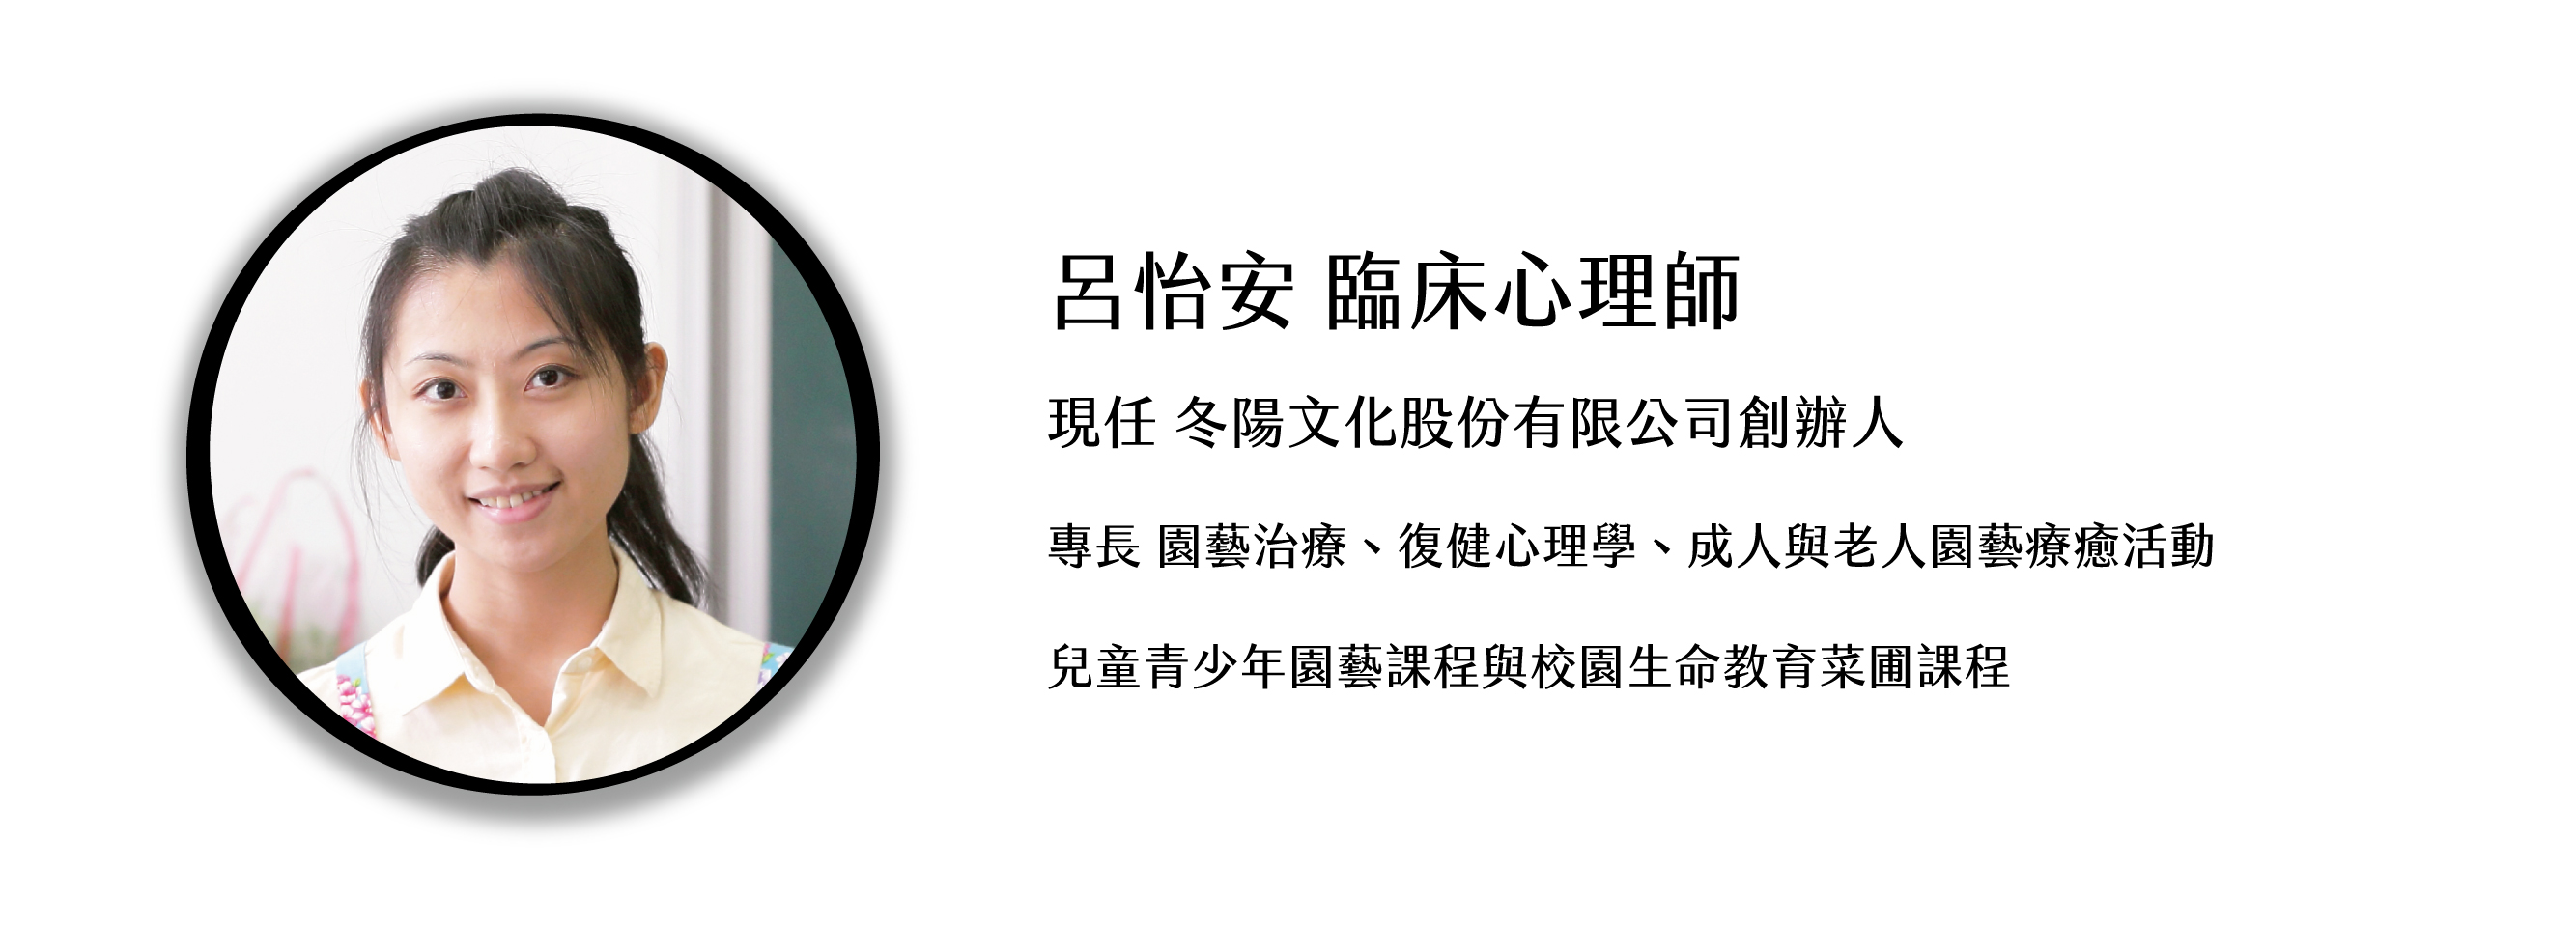 呂怡安 臨床心理師
現任 冬陽文化股份有限公司創辦人
專長 園藝治療、復健心理學、成人與老人園藝療癒活動
兒童青少年園藝課程與校園生命教育菜圃課程